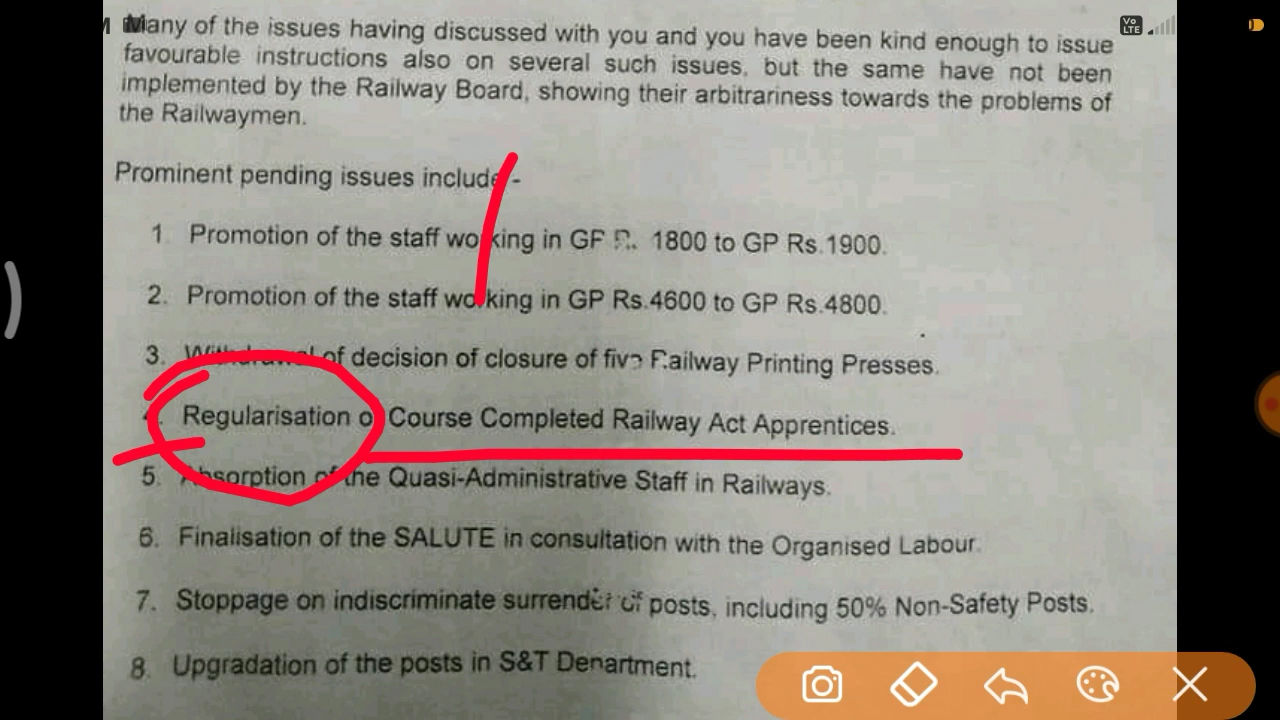 Many of the issues having discussed with you and you have been kind enough to issue
favourable instructions also on several such issues, but the same have not been
implemented by the Railway Board, showing their arbitrariness towards the problems of
the Railwaymen.
Prominent pending issues include:-
1. Promotion of the staff working in GP Rs. 1800 to GP Rs.1900.
2. Promotion of the staff working in GP Rs.4600 to GP Rs.4800.
3. Withdrawal of decision of closure of five Railway Printing Presses.
4. Regularisation of Course Completed Railway Act Apprentices.
5. Absorption of the Quasi-Administrative Staff in Railways.
6. Finalisation of the SALUTE in consultation with the Organised Labour.
7. Stoppage on indiscriminate surrender of posts, including 50% Non-Safety Posts.
8. Upgradation of the posts in S&T Department.
Vo
LTE